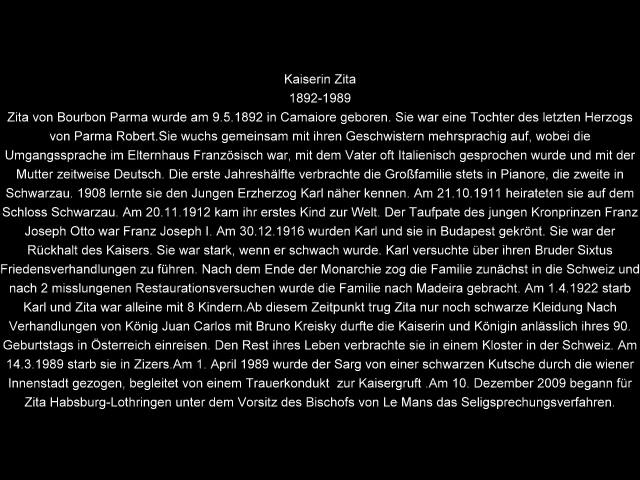 Kaiserin Zita
1892-1989
Zita von Bourbon Parma wurde am 9.5.1892 in Camaiore geboren. Sie war eine Tochter des letzten Herzogs
von Parma Robert.Sie wuchs gemeinsam mit ihren Geschwistern mehrsprachig auf, wobei die
Umgangssprache im Elternhaus Französisch war, mit dem Vater oft Italienisch gesprochen wurde und mit der
Mutter zeitweise Deutsch. Die erste Jahreshälfte verbrachte die Großfamilie stets in Pianore, die zweite in
Schwarzau. 1908 lernte sie den Jungen Erzherzog Karl näher kennen. Am 21.10.1911 heirateten sie auf dem
Schloss Schwarzau. Am 20.11.1912 kam ihr erstes Kind zur Welt. Der Taufpate des jungen Kronprinzen Franz
Joseph Otto war Franz Joseph I. Am 30.12.1916 wurden Karl und sie in Budapest gekrönt. Sie war der
Rückhalt des Kaisers. Sie war stark, wenn er schwach wurde. Karl versuchte über ihren Bruder Sixtus
Friedensverhandlungen zu führen. Nach dem Ende der Monarchie zog die Familie zunächst in die Schweiz und
nach 2 misslungenen Restaurationsversuchen wurde die Familie nach Madeira gebracht. Am 1.4.1922 starb
Karl und Zita war alleine mit 8 Kindern.Ab diesem Zeitpunkt trug Zita nur noch schwarze Kleidung Nach
Verhandlungen von König Juan Carlos mit Bruno Kreisky durfte die Kaiserin und Königin anlässlich ihres 90.
Geburtstags in Österreich einreisen. Den Rest ihres Leben verbrachte sie in einem Kloster in der Schweiz. Am
14.3.1989 starb sie in Zizers.Am 1. April 1989 wurde der Sarg von einer schwarzen Kutsche durch die wiener
Innenstadt gezogen, begleitet von einem Trauerkondukt zur Kaisergruft .Am 10. Dezember 2009 begann für
Zita Habsburg-Lothringen unter dem Vorsitz des Bischofs von Le Mans das Seligsprechungsverfahren.